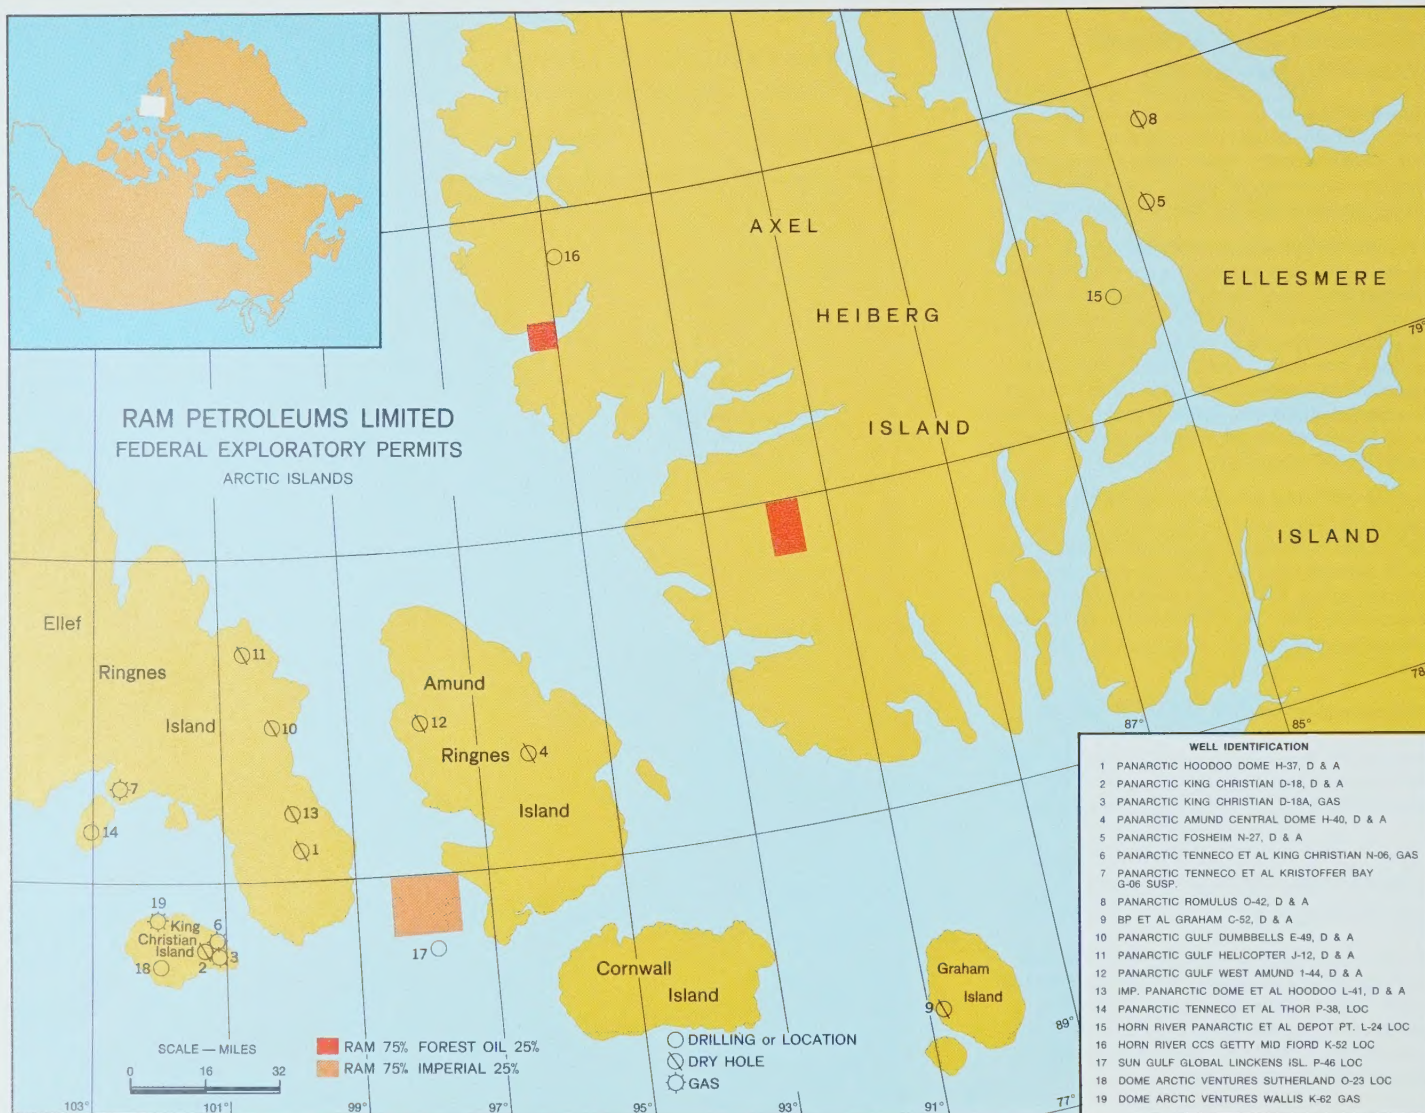 8
5
AXEL
16
ELLESMERE
15
HEIBERG
79°
RAM PETROLEUMS LIMITED
FEDERAL EXPLORATORY PERMITS
ISLAND
ARCTIC ISLANDS
ISLAND
Ellef
11
Ringnes
Amund
78°
Island
10
12
Ringnes
4
87°
85°
7
Island
13
14
1
19
King
6
Christian
Island
2
3
18
17
Cornwall
Island
Graham
Island
9
89°
WELL IDENTIFICATION
1 PANARCTIC HOODOO DOME H-37, D & A
2 PANARCTIC KING CHRISTIAN D-18, D & A
3 PANARCTIC KING CHRISTIAN D-18A, GAS
4 PANARCTIC AMUND CENTRAL DOME H-40, D & A
5 PANARCTIC FOSHEIM N-27, D & A
6 PANARCTIC TENNECO ET AL KING CHRISTIAN N-06, GAS
7 PANARCTIC TENNECO ET AL KRISTOFFER BAY
G-06 SUSP.
8 PANARCTIC ROMULUS O-42, D & A
9 BP ET AL GRAHAM C-52, D & A
10 PANARCTIC GULF DUMBBELLS E-49, D & A
11 PANARCTIC GULF HELICOPTER J-12, D & A
12 PANARCTIC GULF WEST AMUND 1-44, D & A
13 IMP. PANARCTIC DOME ET AL HOODOO L-41, D & A
14 PANARCTIC TENNECO ET AL THOR P-38, LOC
15 HORN RIVER PANARCTIC ET AL DEPOT PT. L-24 LOC
16 HORN RIVER CCS GETTY MID FIORD K-52 LOC
17 SUN GULF GLOBAL LINCKENS ISL. P-46 LOC
18 DOME ARCTIC VENTURES SUTHERLAND O-23 LOC
19 DOME ARCTIC VENTURES WALLIS K-62 GAS
SCALE — MILES
0 16 32
RAM 75% FOREST OIL 25%
RAM 75% IMPERIAL 25%
DRILLING or LOCATION
DRY HOLE
GAS
103° 101° 99° 97° 95° 93° 91° 77°